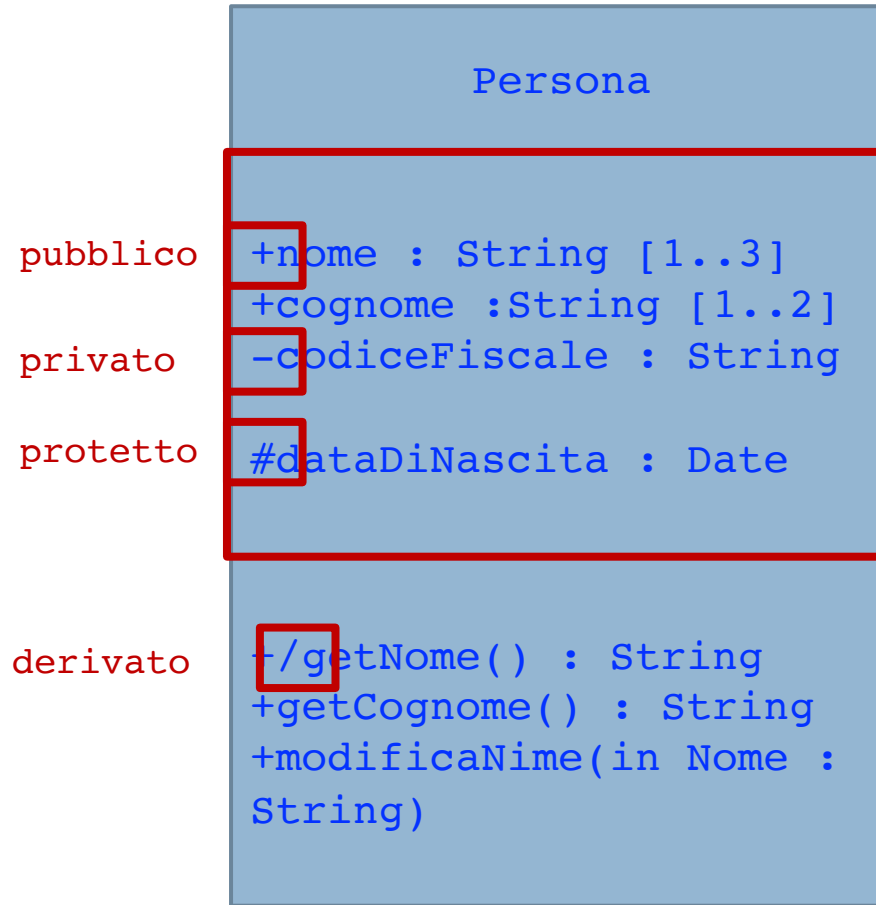 Persona
pubblico +nome : String [1..3]
+cognome :String [1..2]
privato -codiceFiscale : String
protetto #dataDiNascita : Date
derivato +/getNome() : String
+getCognome() : String
+modificaNime(in Nome :
String)